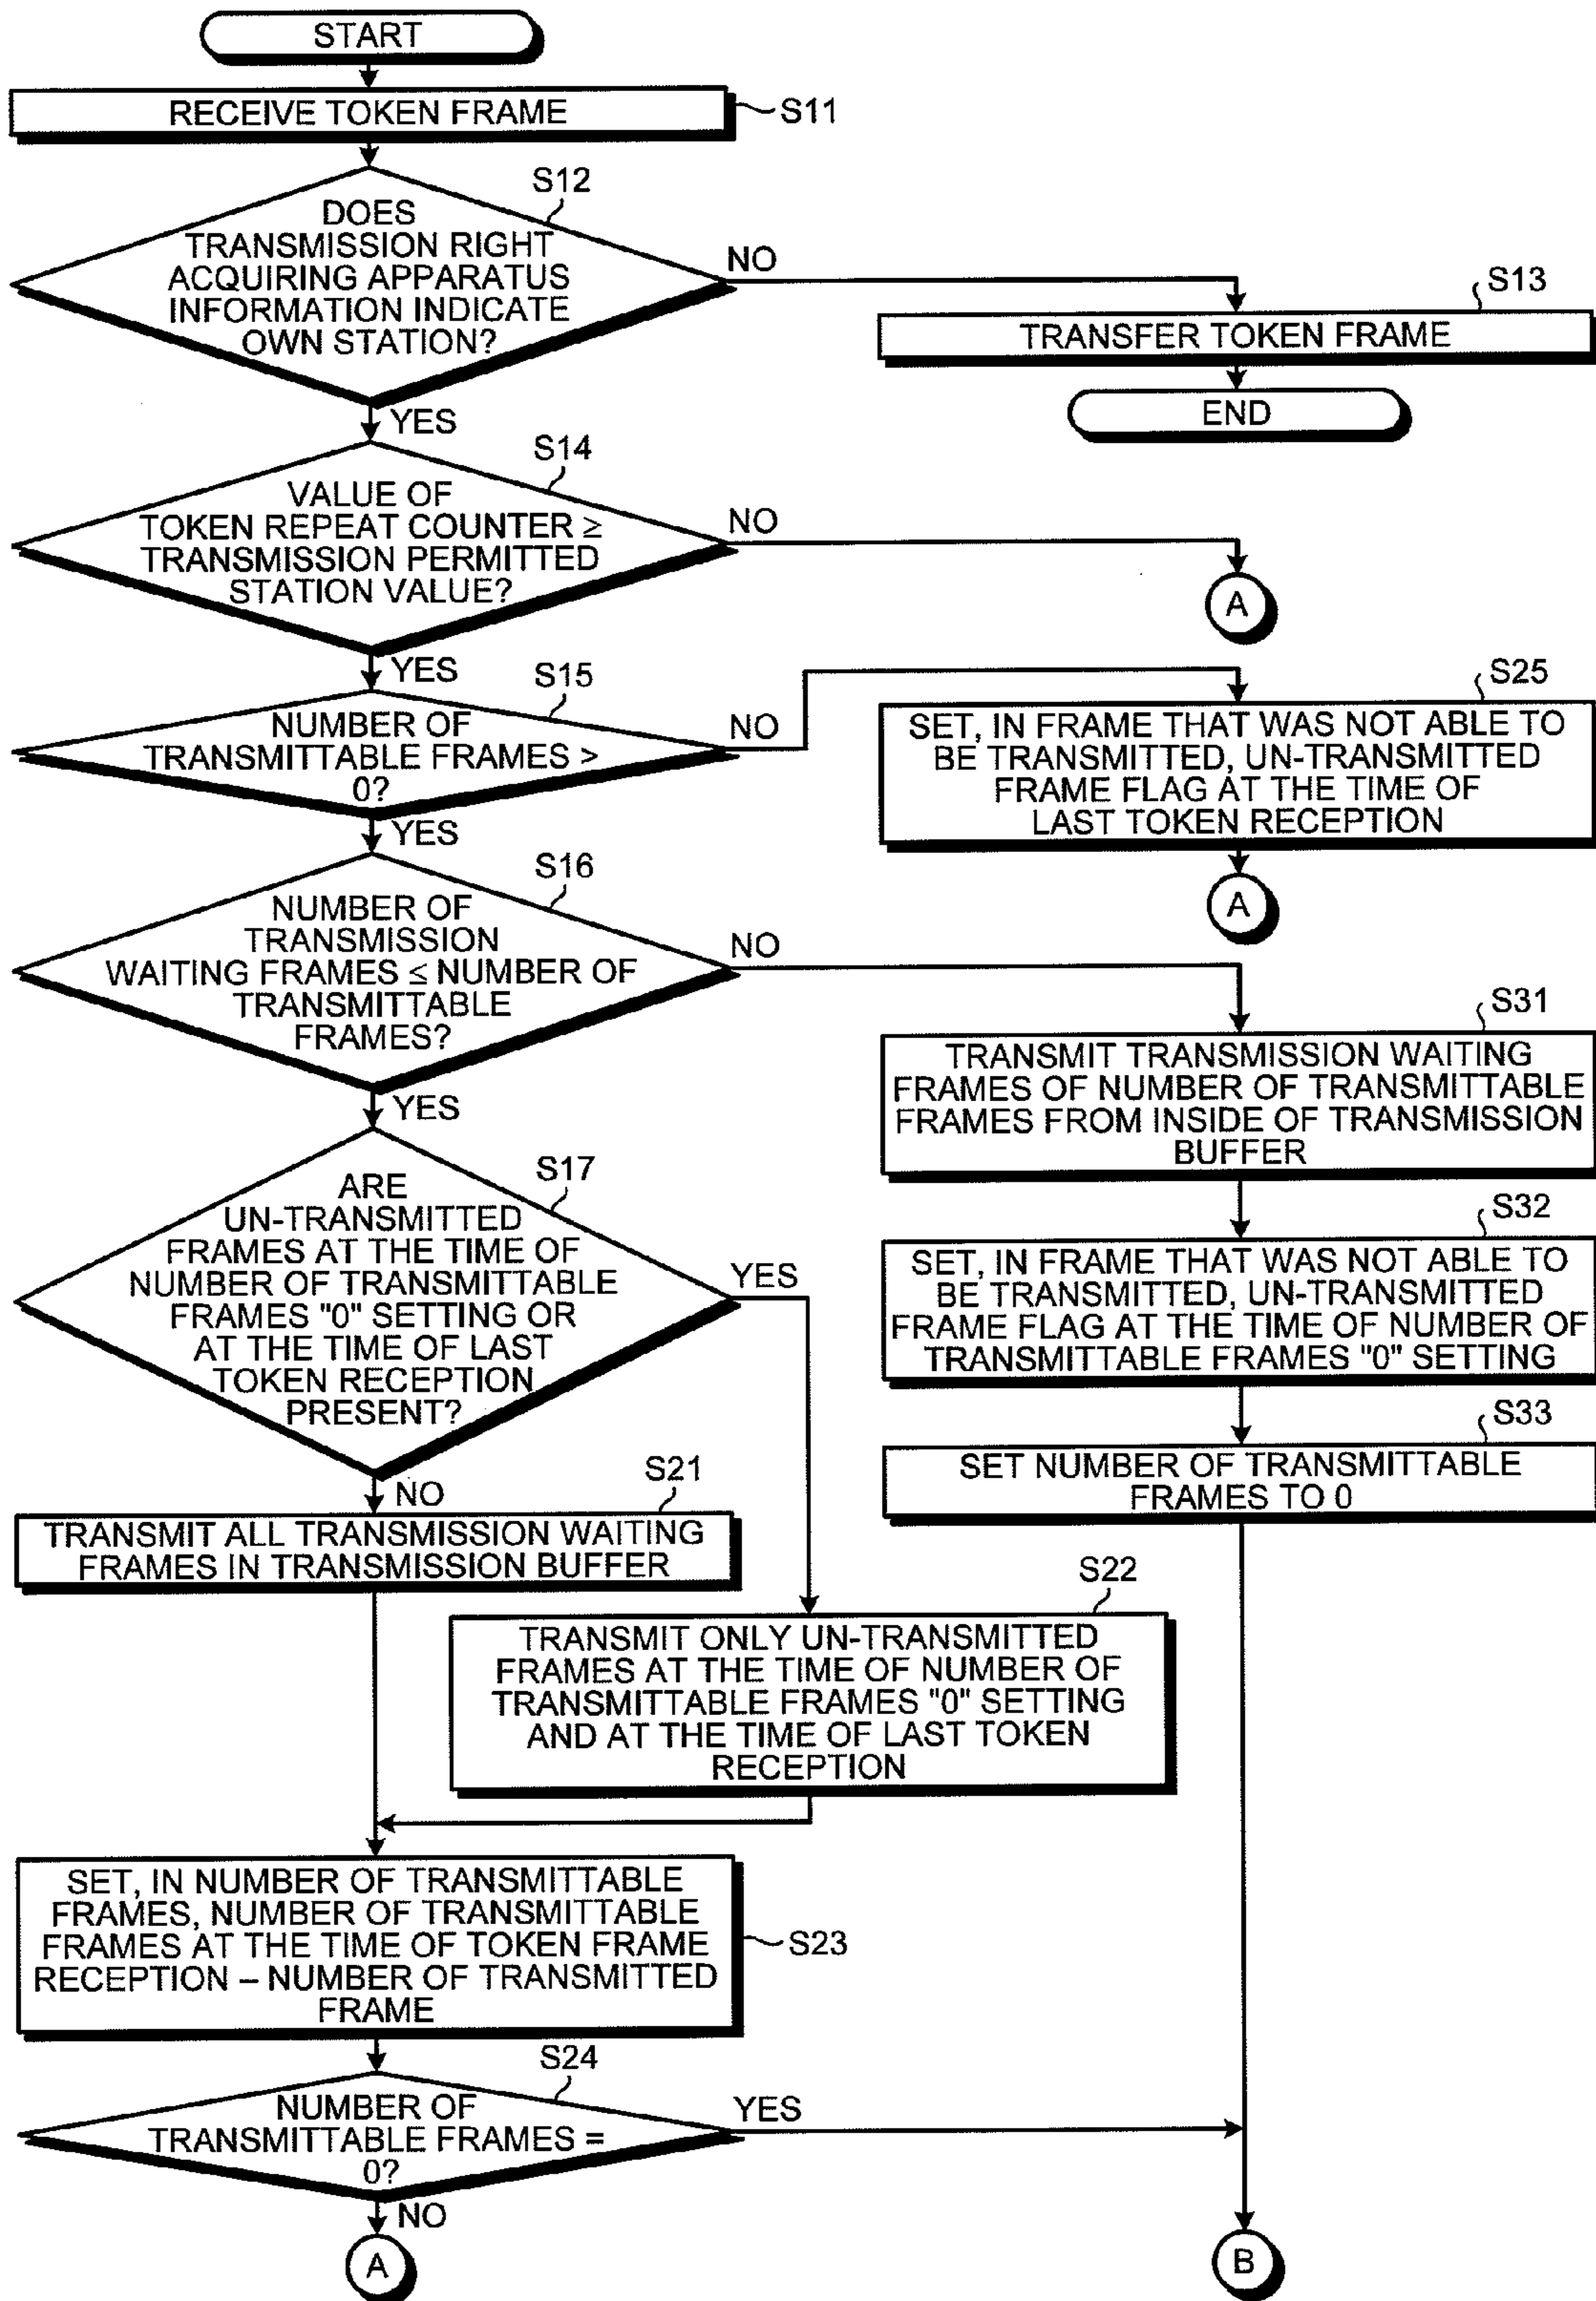 START
RECEIVE TOKEN FRAME
S11
S12
DOES
TRANSMISSION RIGHT
ACQUIRING APPARATUS
INFORMATION INDICATE
OWN STATION?
NO
S13
TRANSFER TOKEN FRAME
END
YES
S14
VALUE OF
TOKEN REPEAT COUNTER ≥
TRANSMISSION PERMITTED
STATION VALUE?
NO
A
YES
S15
NUMBER OF
TRANSMITTABLE FRAMES >
0?
NO
S25
SET, IN FRAME THAT WAS NOT ABLE TO
BE TRANSMITTED, UN-TRANSMITTED
FRAME FLAG AT THE TIME OF
LAST TOKEN RECEPTION
A
YES
S16
NUMBER OF
TRANSMISSION
WAITING FRAMES ≤ NUMBER OF
TRANSMITTABLE
FRAMES?
NO
S31
TRANSMIT TRANSMISSION WAITING
FRAMES OF NUMBER OF TRANSMITTABLE
FRAMES FROM INSIDE OF TRANSMISSION
BUFFER
YES
S17
ARE
UN-TRANSMITTED
FRAMES AT THE TIME OF
NUMBER OF TRANSMITTABLE
FRAMES "0" SETTING OR
AT THE TIME OF LAST
TOKEN RECEPTION
PRESENT?
YES
S32
SET, IN FRAME THAT WAS NOT ABLE TO
BE TRANSMITTED, UN-TRANSMITTED
FRAME FLAG AT THE TIME OF NUMBER OF
TRANSMITTABLE FRAMES "0" SETTING
S33
SET NUMBER OF TRANSMITTABLE
FRAMES TO 0
NO
S21
TRANSMIT ALL TRANSMISSION WAITING
FRAMES IN TRANSMISSION BUFFER
S22
TRANSMIT ONLY UN-TRANSMITTED
FRAMES AT THE TIME OF NUMBER OF
TRANSMITTABLE FRAMES "0" SETTING
AND AT THE TIME OF LAST TOKEN
RECEPTION
SET, IN NUMBER OF TRANSMITTABLE
FRAMES, NUMBER OF TRANSMITTABLE
FRAMES AT THE TIME OF TOKEN FRAME
RECEPTION – NUMBER OF TRANSMITTED
FRAME
S23
S24
NUMBER OF
TRANSMITTABLE FRAMES =
0?
YES
NO
A
B